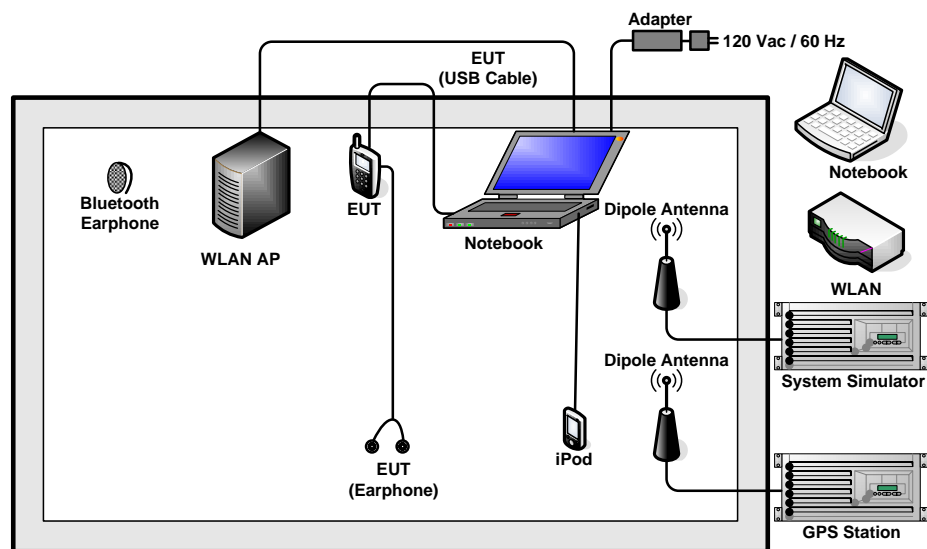 Adapter
120 Vac / 60 Hz
EUT
(USB Cable)
Notebook
Bluetooth
Earphone
WLAN AP
EUT
Notebook
Dipole Antenna
WLAN
System Simulator
Dipole Antenna
EUT
(Earphone)
iPod
GPS Station